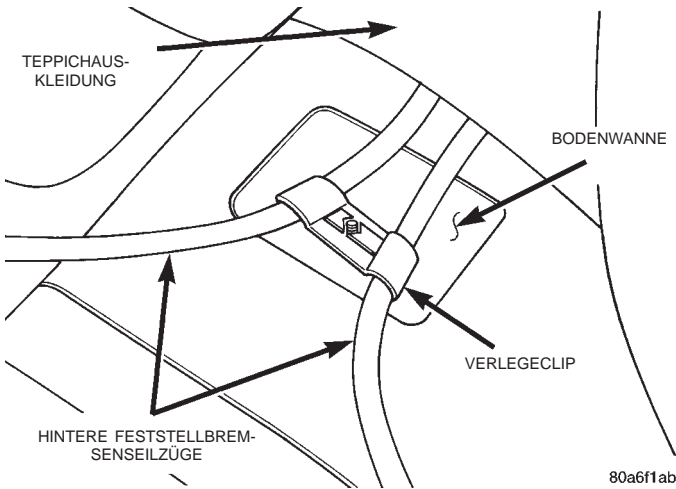 TEPPICHAUS-
KLEIDUNG
BODENWANNE
VERLEGECLIP
HINTERE FESTSTELLBREM-
SENSEILZÜGE
80a6f1ab